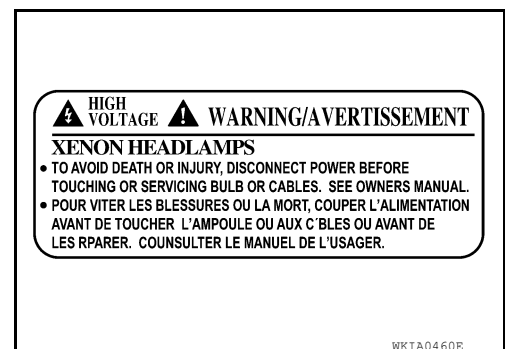 HIGH
VOLTAGE
WARNING/AVERTISSEMENT
XENON HEADLAMPS
• TO AVOID DEATH OR INJURY, DISCONNECT POWER BEFORE
TOUCHING OR SERVICING BULB OR CABLES. SEE OWNERS MANUAL.
• POUR VITER LES BLESSURES OU LA MORT, COUPER L'ALIMENTATION
AVANT DE TOUCHER L'AMPOULE OU AUX C´BLES OU AVANT DE
LES RPARER. COUNSULTER LE MANUEL DE L'USAGER.
WKIA0460E